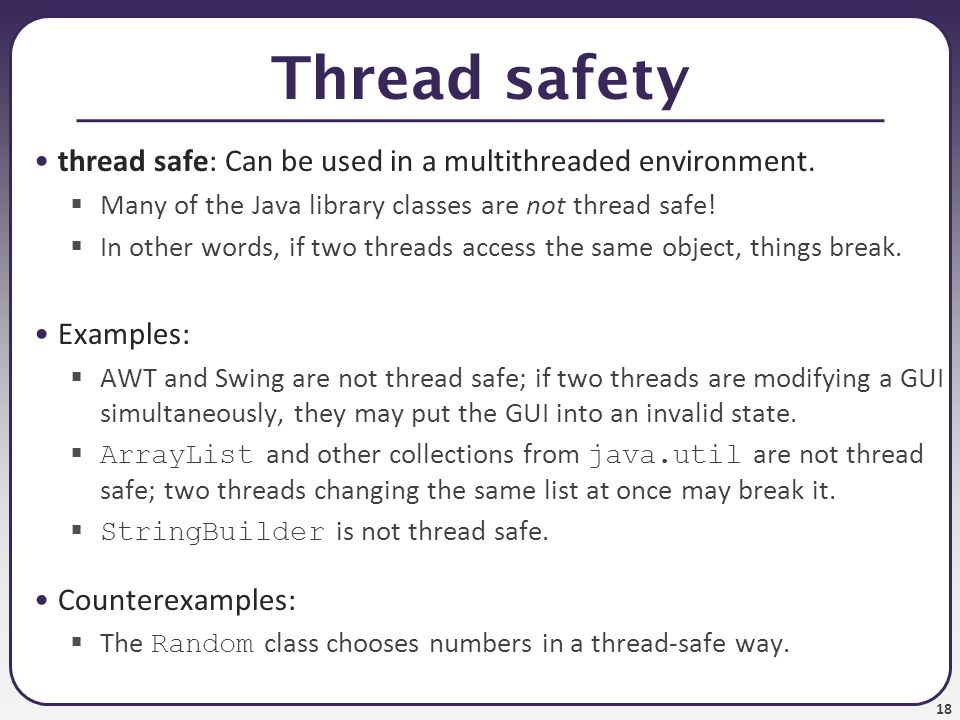 Thread safety
• thread safe: Can be used in a multithreaded environment.
▪ Many of the Java library classes are not thread safe!
▪ In other words, if two threads access the same object, things break.
• Examples:
▪ AWT and Swing are not thread safe; if two threads are modifying a GUI
simultaneously, they may put the GUI into an invalid state.
▪ ArrayList and other collections from java.util are not thread
safe; two threads changing the same list at once may break it.
▪ StringBuilder is not thread safe.
• Counterexamples:
▪ The Random class chooses numbers in a thread-safe way.
18